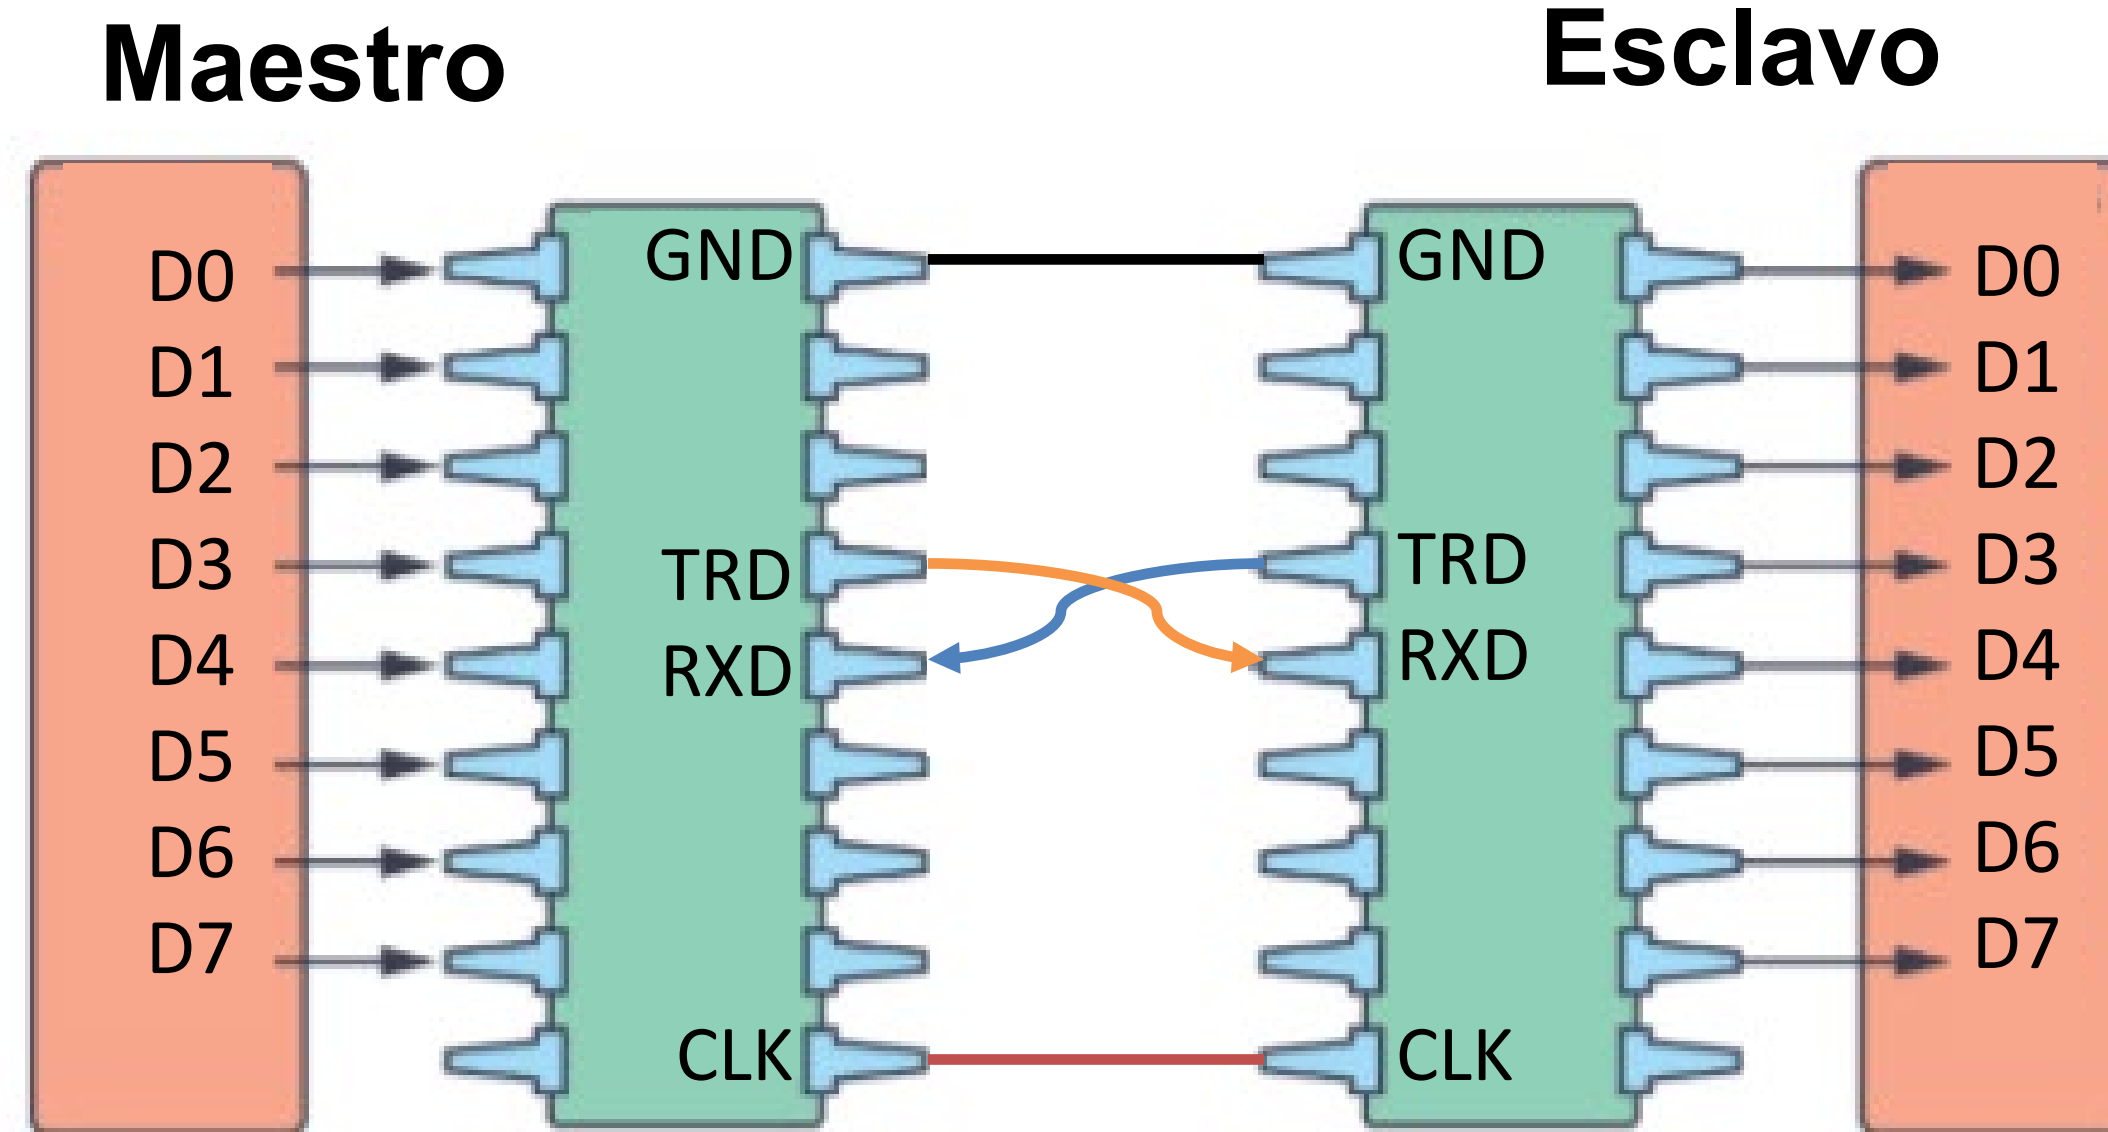 Maestro
Esclavo
D0
D1
D2
D3
D4
D5
D6
D7
GND
TRD
RXD
CLK
GND
TRD
RXD
CLK
D0
D1
D2
D3
D4
D5
D6
D7